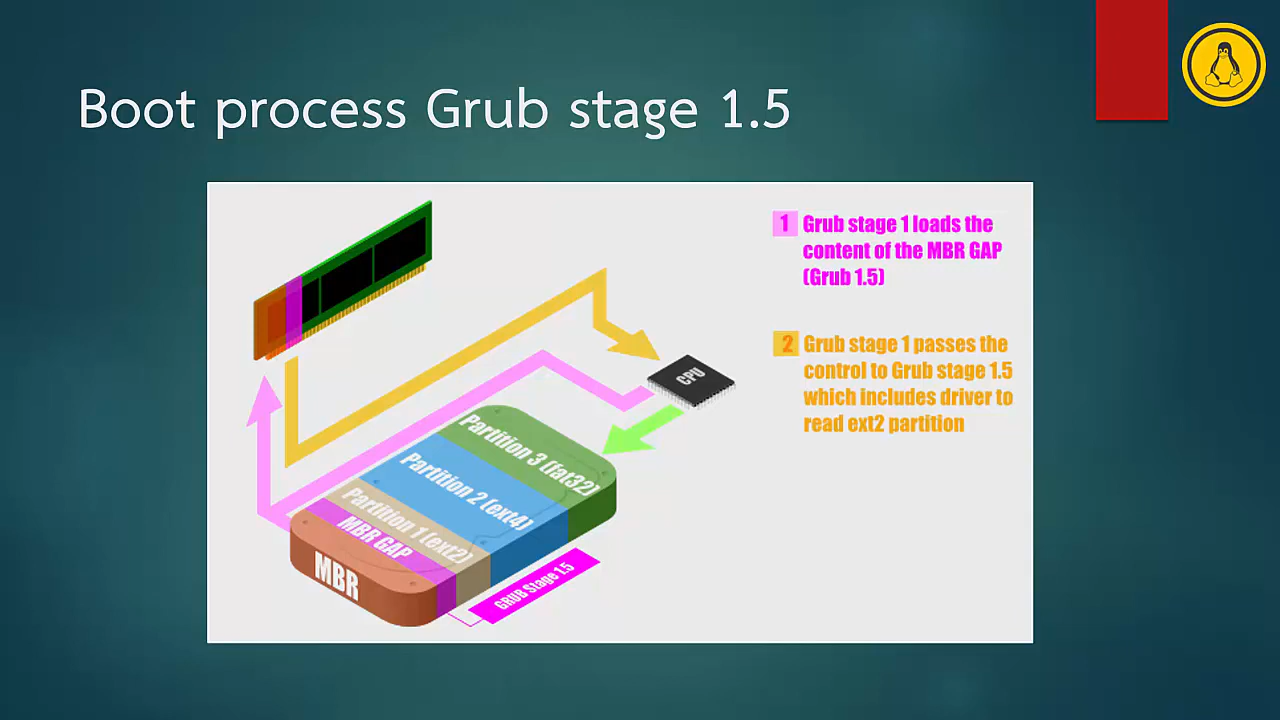 Boot process Grub stage 1.5
1 Grub stage 1 loads the
content of the MBR GAP
(Grub 1.5)
2 Grub stage 1 passes the
control to Grub stage 1.5
which includes driver to
read ext2 partition
CPU
Partition 3 (fat32)
Partition 2 (ext4)
Partition 1 (ext2)
MBR GAP
MBR
GRUB Stage 1.5